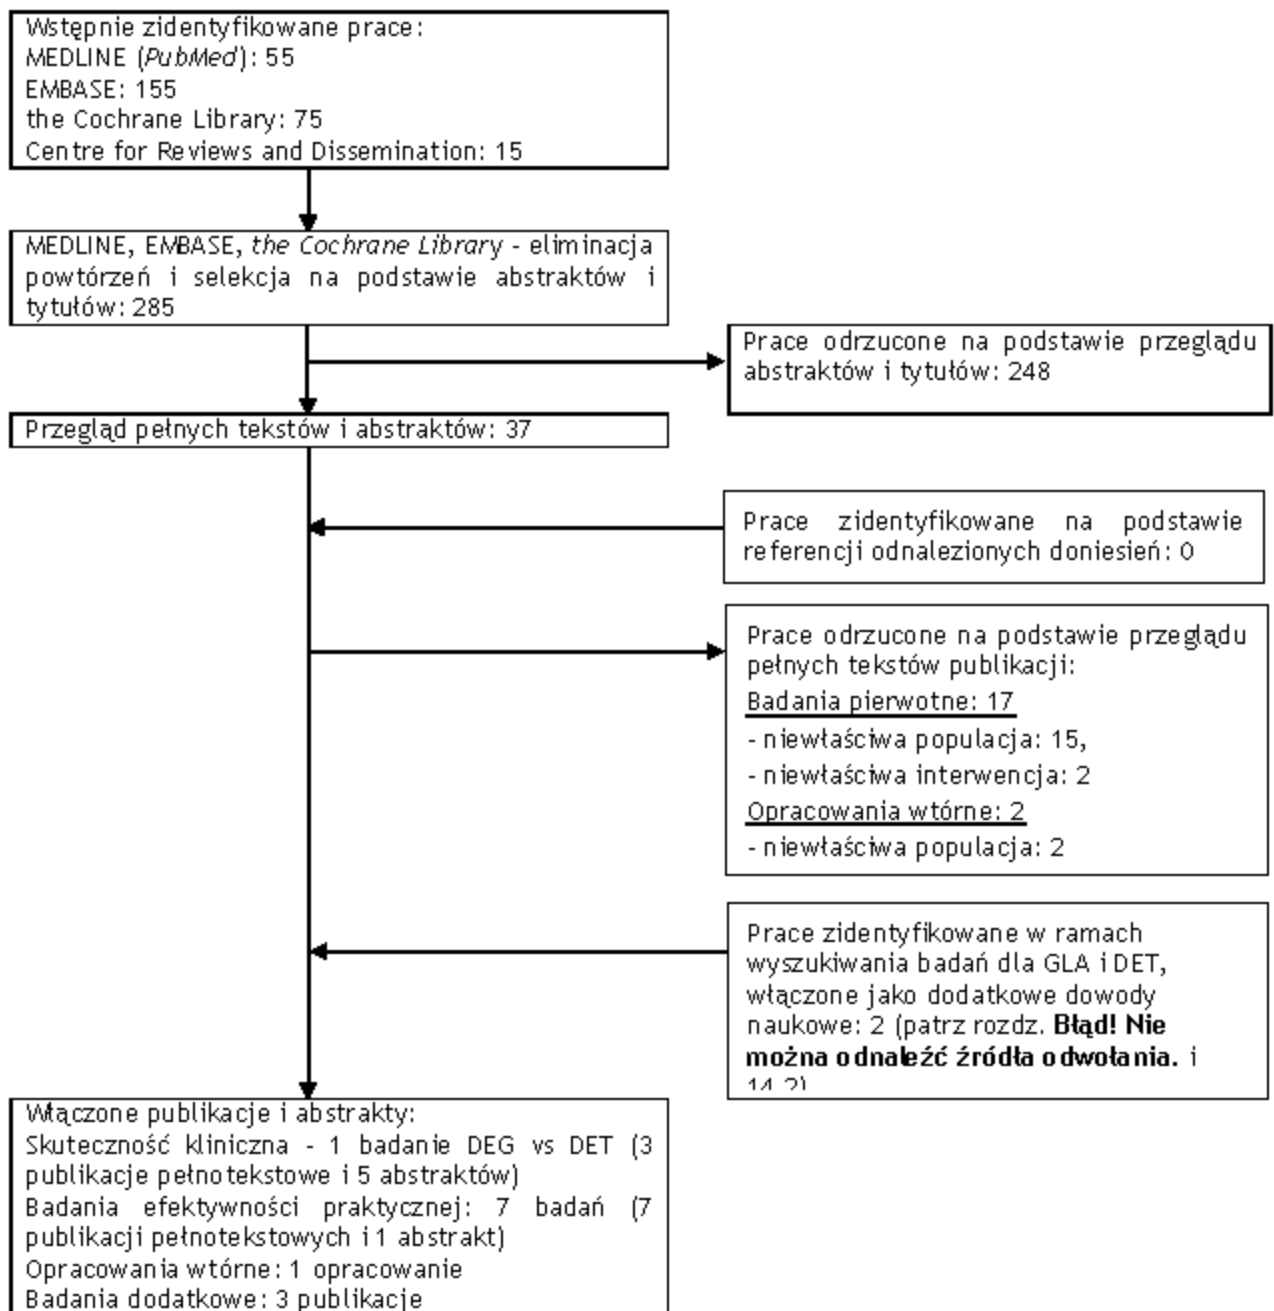 Wstępnie zidentyfikowane prace:
MEDLINE (PubMed): 55
EMBASE: 155
the Cochrane Library: 75
Centre for Reviews and Dissemination: 15
MEDLINE, EMBASE, the Cochrane Library - eliminacja
powtórzeń i selekcja na podstawie abstraktów i
tytułów: 285
Prace odrzucone na podstawie przeglądu
abstraktów i tytułów: 248
Przegląd pełnych tekstów i abstraktów: 37
Prace zidentyfikowane na podstawie
referencji odnalezionych doniesień: 0
Prace odrzucone na podstawie przeglądu
pełnych tekstów publikacji:
Badania pierwotne: 17
- niewłaściwa populacja: 15,
- niewłaściwa interwencja: 2
Opracowania wtórne: 2
- niewłaściwa populacja: 2
Prace zidentyfikowane w ramach
wyszukiwania badań dla GLA i DET,
włączone jako dodatkowe dowody
naukowe: 2 (patrz rozdz. Błąd! Nie
można odnaleźć źródła odwołania. i
14.2)
Włączone publikacje i abstrakty:
Skuteczność kliniczna - 1 badanie DEG vs DET (3
publikacje pełnotekstowe i 5 abstraktów)
Badania efektywności praktycznej: 7 badań (7
publikacji pełnotekstowych i 1 abstrakt)
Opracowania wtórne: 1 opracowanie
Badania dodatkowe: 3 publikacje